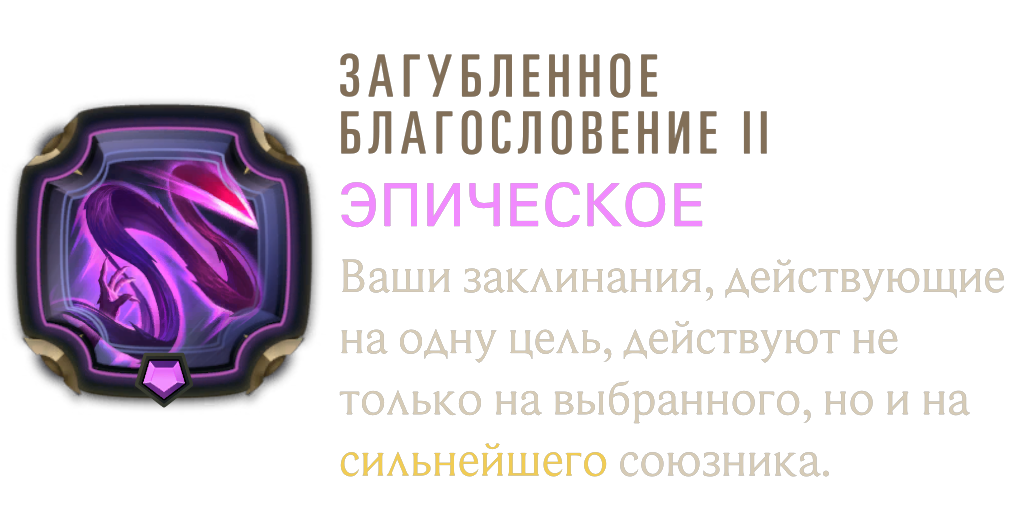 ЗАГУБЛЕННОЕ
БЛАГОСЛОВЕНИЕ II
ЭПИЧЕСКОЕ
Ваши заклинания, действующие
на одну цель, действуют не
только на выбранного, но и на
сильнейшего союзника.